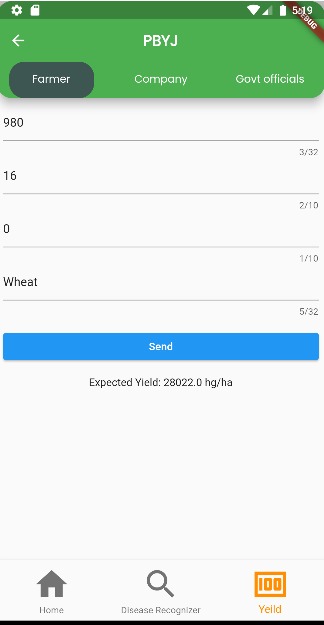 5:19
DEBUG
PBYJ
Farmer Company Govt officials
980
3/32
16
2/10
0
1/10
Wheat
5/32
Send
Expected Yield: 28022.0 hg/ha
100
Home Disease Recognizer Yeild